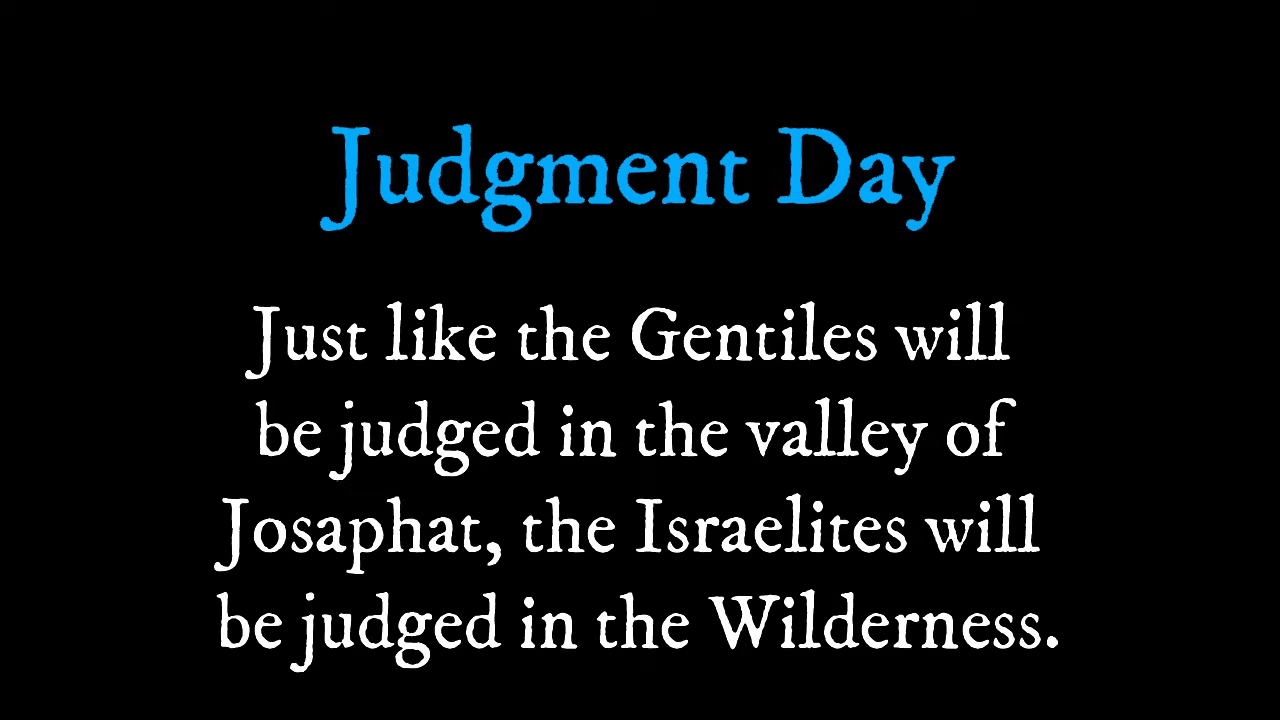 Judgment Day
Just like the Gentiles will
be judged in the valley of
Josaphat, the Israelites will
be judged in the Wilderness.